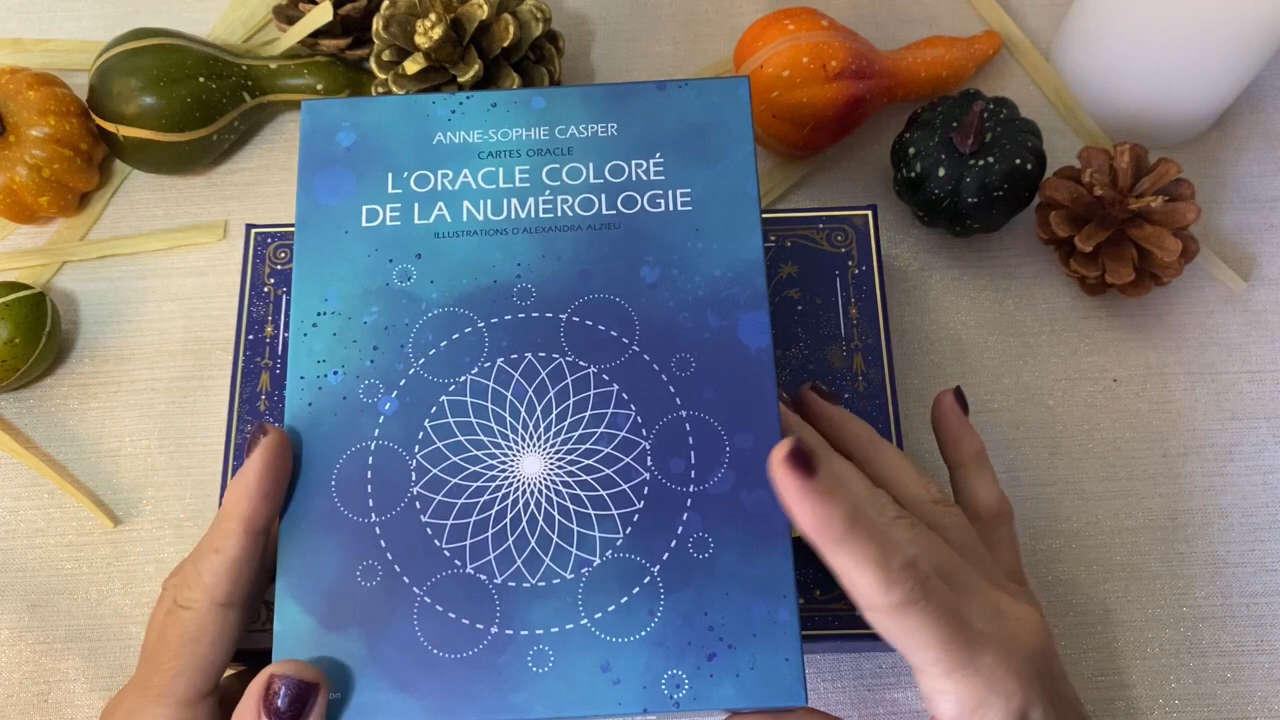 ANNE-SOPHIE CASPER
CARTES ORACLE
L'ORACLE COLORÉ
DE LA NUMÉROLOGIE
ILLUSTRATIONS D'ALEXANDRA ALZIEU